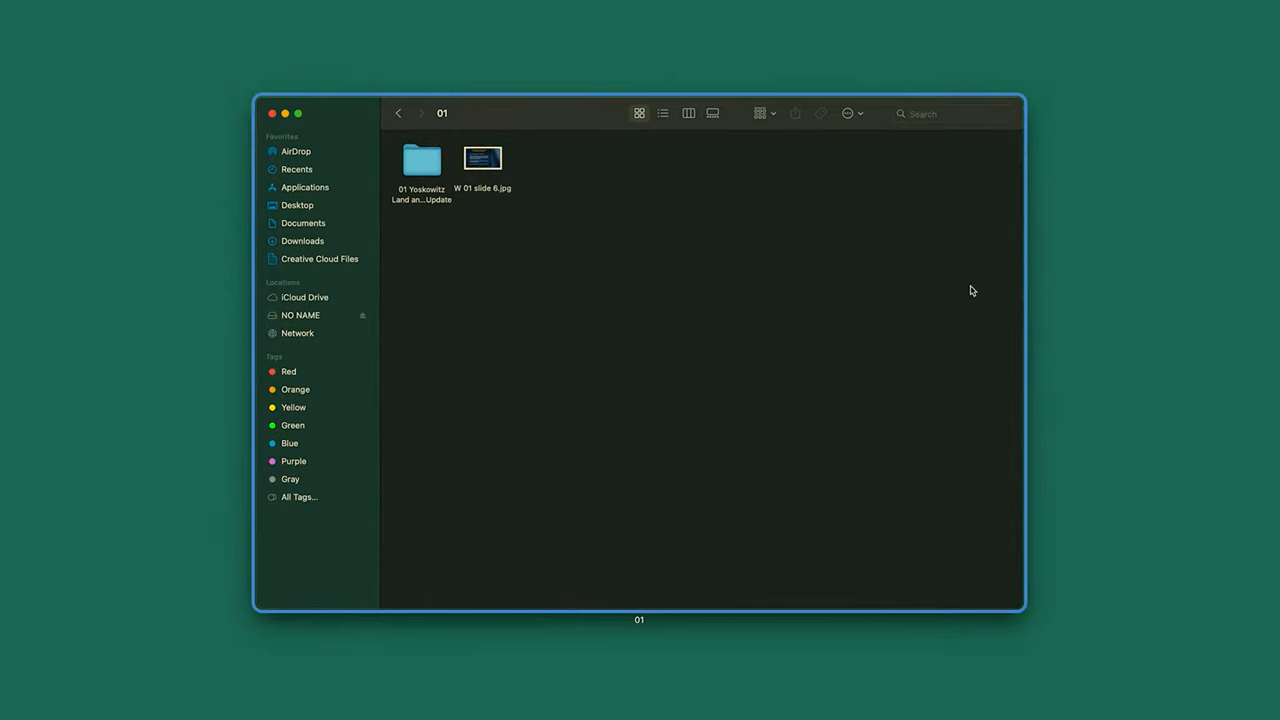 01
Search
Favorites
AirDrop
Recents
Applications
Desktop
Documents
Downloads
Creative Cloud Files
Locations
iCloud Drive
NO NAME
Network
Tags
Red
Orange
Yellow
Green
Blue
Purple
Gray
All Tags...
01 Yoskowitz
Land an...Update
W 01 slide 6.jpg
01